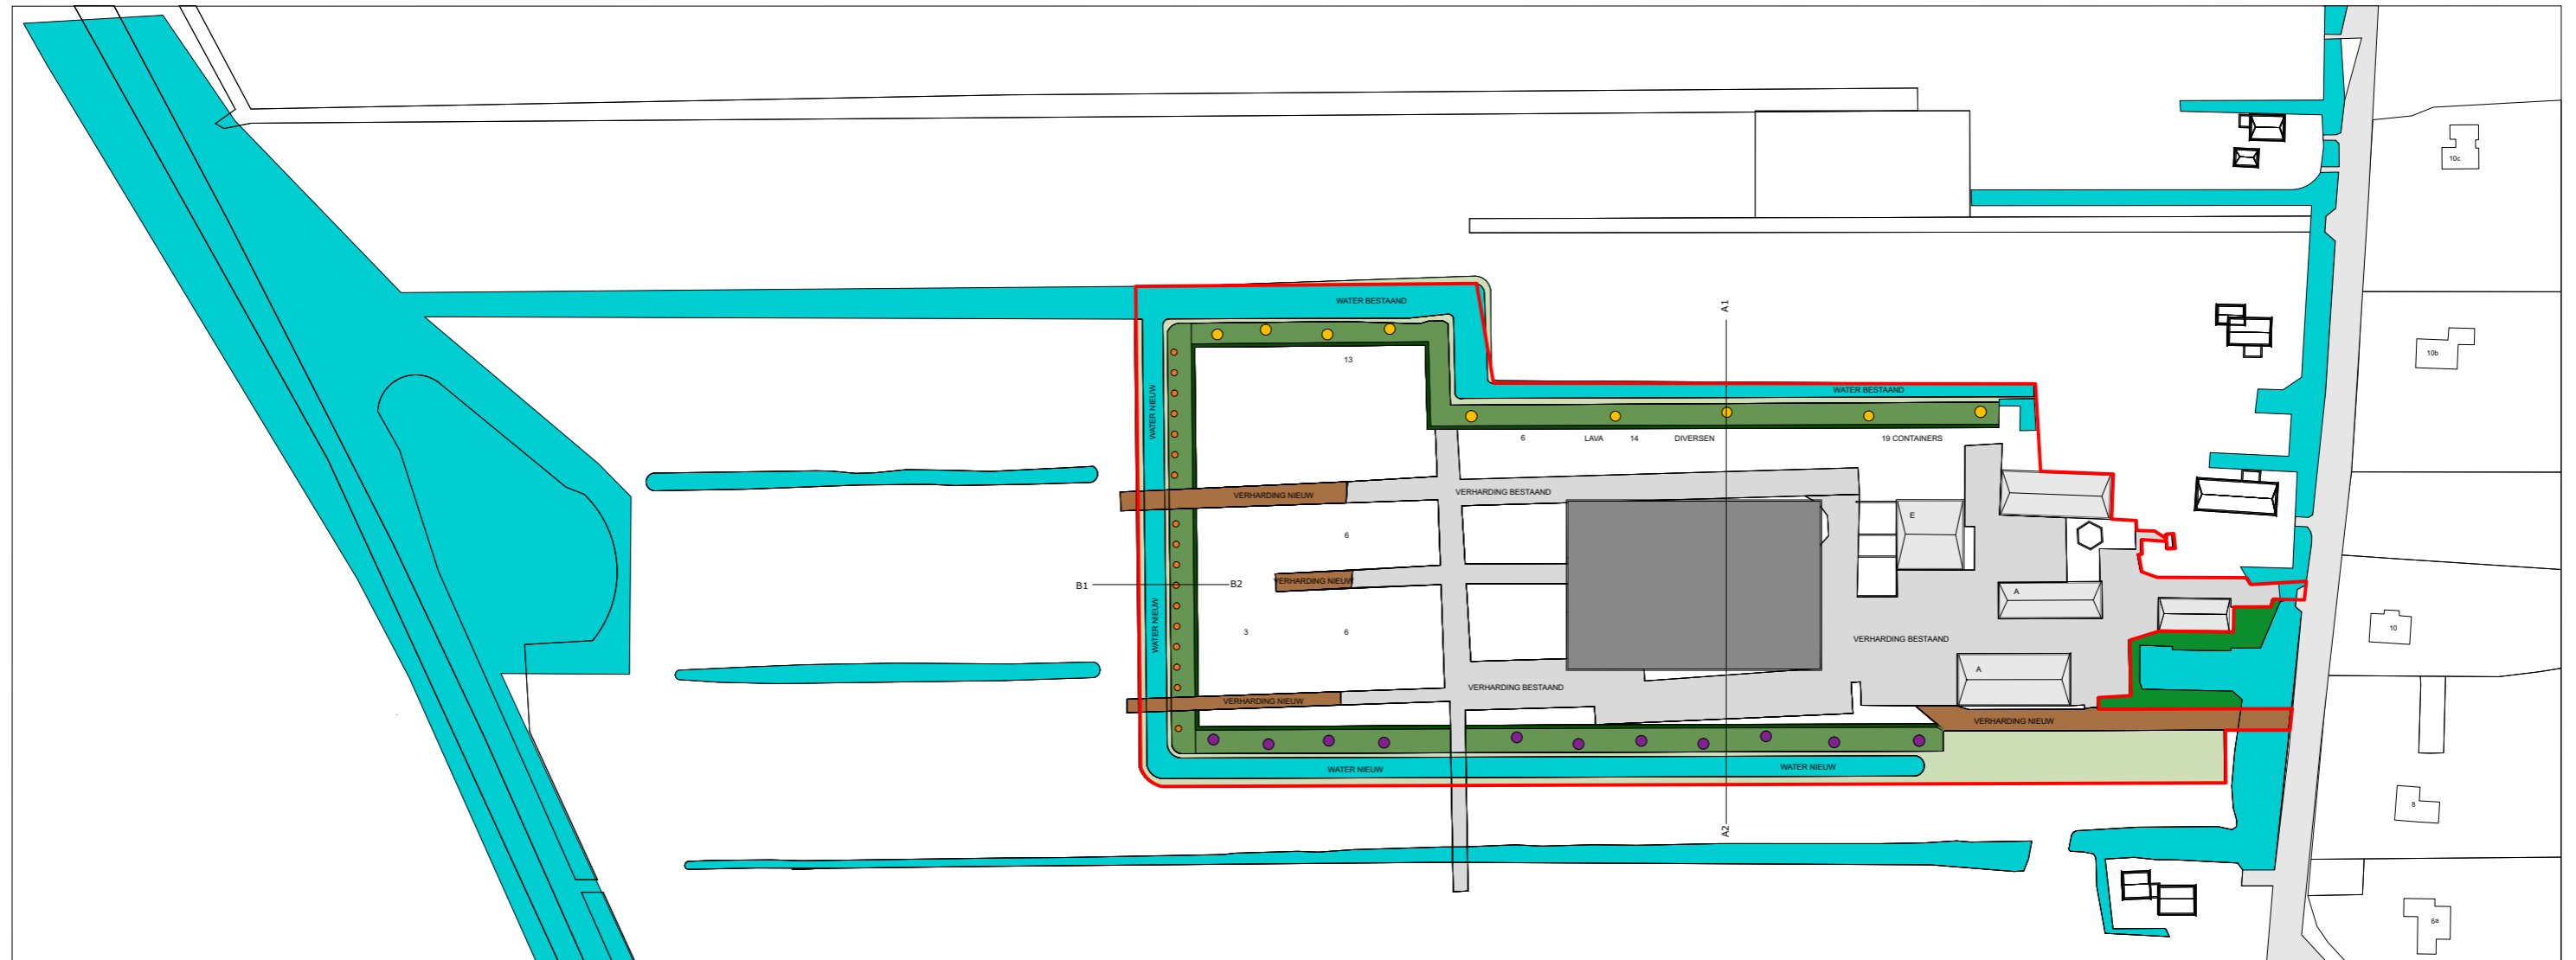 10c
WATER BESTAAND
A1
10b
13
WATER BESTAAND
WATER NIEUW
6
LAVA
14
DIVERSEN
19 CONTAINERS
VERHARDING NIEUW
VERHARDING BESTAAND
E
6
B1
B2
VERHARDING NIEUW
A
WATER NIEUW
3
6
10
VERHARDING BESTAAND
A
VERHARDING BESTAAND
VERHARDING NIEUW
VERHARDING NIEUW
WATER NIEUW
WATER NIEUW
8
A2
6a